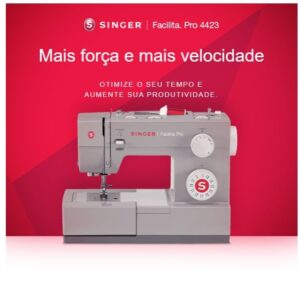 SINGER | Facilita. Pro 4423
Mais força e mais velocidade
OTIMIZE O SEU TEMPO E
AUMENTE SUA PRODUTIVIDADE.
SINGER | Facilita. Pro
S